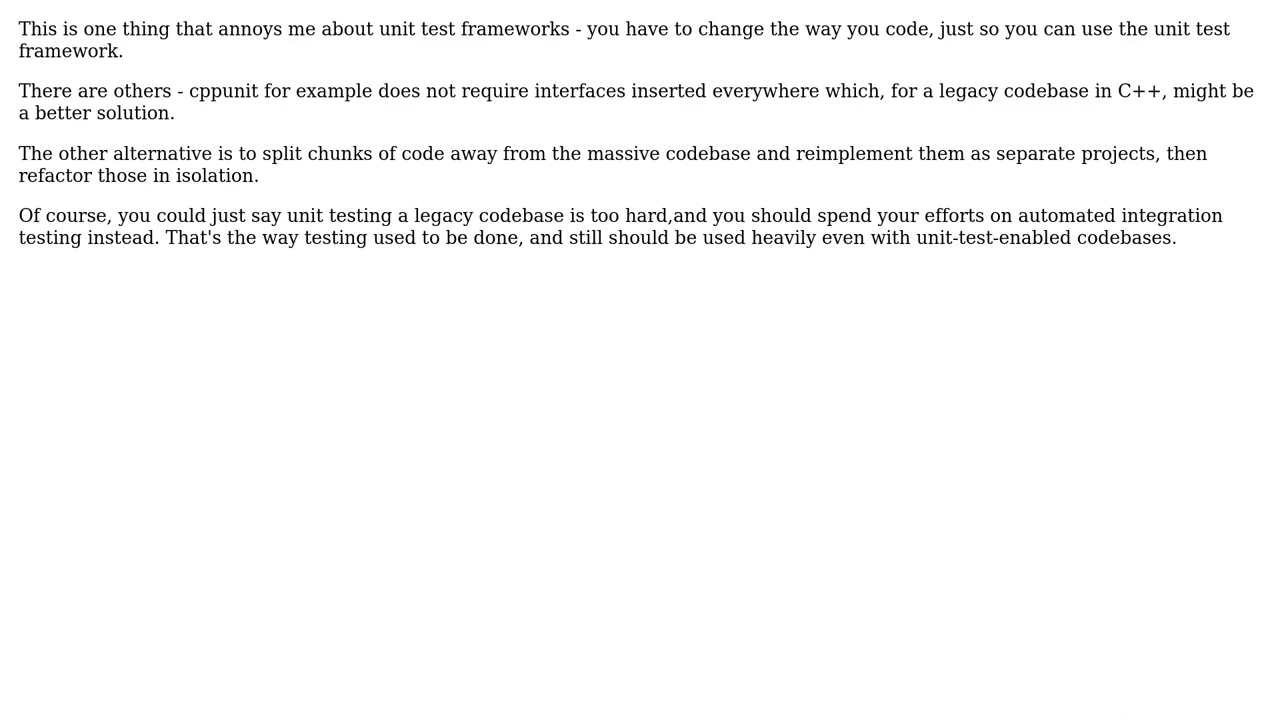 This is one thing that annoys me about unit test frameworks - you have to change the way you code, just so you can use the unit test
framework.
There are others - cppunit for example does not require interfaces inserted everywhere which, for a legacy codebase in C++, might be
a better solution.
The other alternative is to split chunks of code away from the massive codebase and reimplement them as separate projects, then
refactor those in isolation.
Of course, you could just say unit testing a legacy codebase is too hard,and you should spend your efforts on automated integration
testing instead. That's the way testing used to be done, and still should be used heavily even with unit-test-enabled codebases.